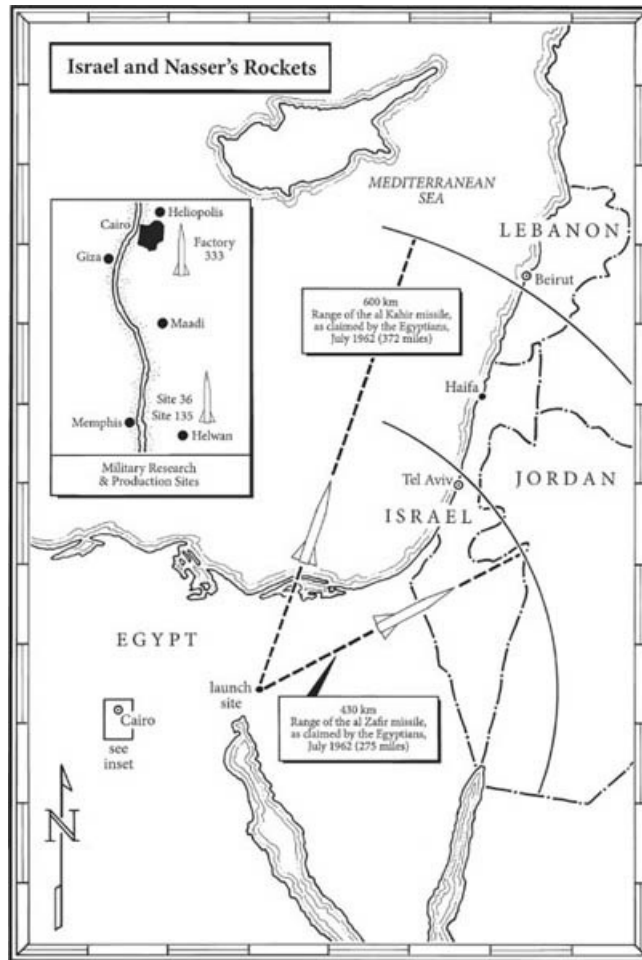 Israel and Nasser's Rockets
MEDITERRANEAN
SEA
Cairo
Heliopolis
Factory
333
Giza
Maadi
Site 36
Site 135
Memphis
Helwan
Military Research
& Production Sites
LEBANON
Beirut
600 km
Range of the al Kahir missile,
as claimed by the Egyptians,
July 1962 (372 miles)
Haifa
Tel Aviv
JORDAN
ISRAEL
EGYPT
launch
site
Cairo
see
inset
430 km
Range of the al Zafir missile,
as claimed by the Egyptians,
July 1962 (275 miles)
N